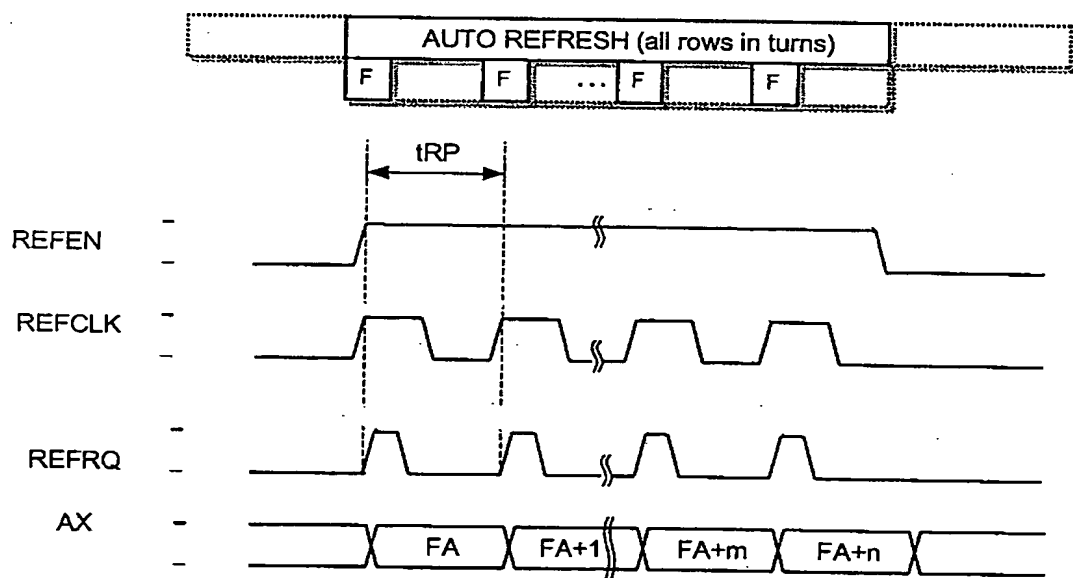 AUTO REFRESH (all rows in turns)
F F ... F F
tRP
REFEN
REFCLK
REFRQ
AX FA FA+1 FA+m FA+n